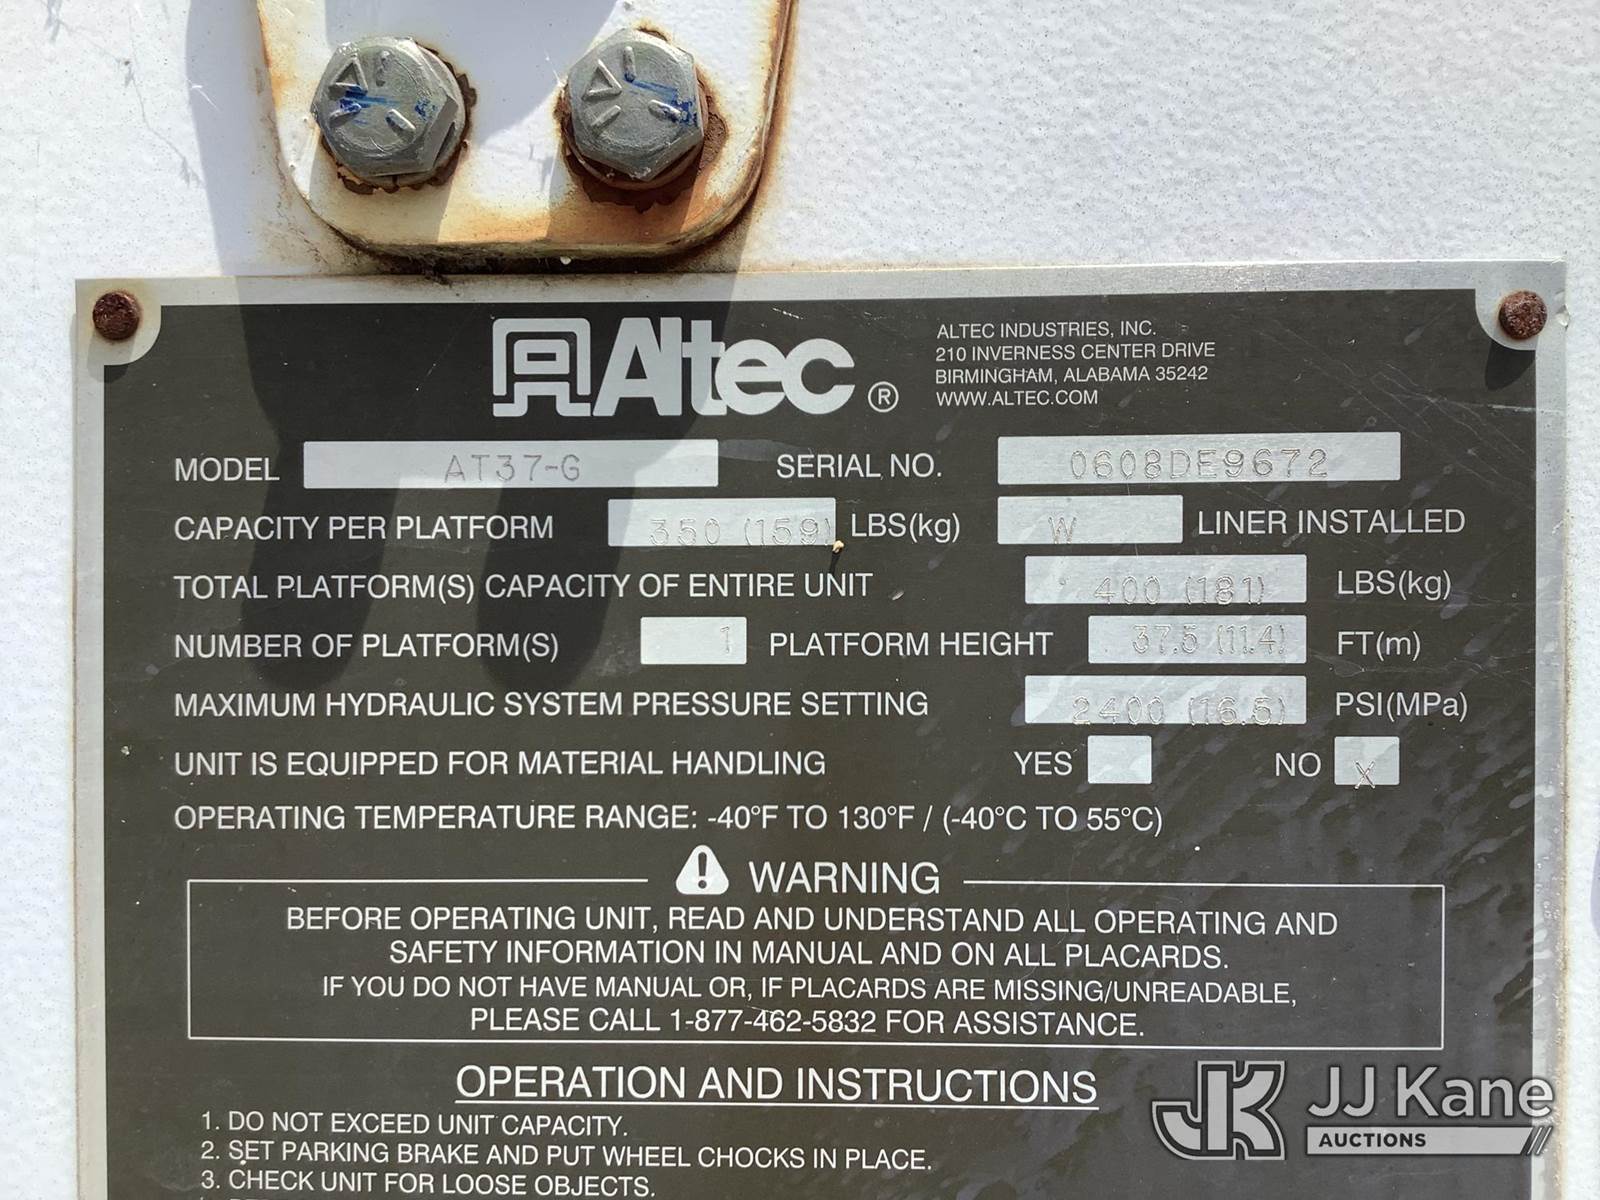 Altec ®
ALTEC INDUSTRIES, INC.
210 INVERNESS CENTER DRIVE
BIRMINGHAM, ALABAMA 35242
WWW.ALTEC.COM
MODEL AT37-G SERIAL NO. 0608DE9672
CAPACITY PER PLATFORM 350 (159) LBS(kg) W LINER INSTALLED
TOTAL PLATFORM(S) CAPACITY OF ENTIRE UNIT 400 (181) LBS(kg)
NUMBER OF PLATFORM(S) 1 PLATFORM HEIGHT 37.5 (11.4) FT(m)
MAXIMUM HYDRAULIC SYSTEM PRESSURE SETTING 2400 (16.5) PSI(MPa)
UNIT IS EQUIPPED FOR MATERIAL HANDLING YES NO X
OPERATING TEMPERATURE RANGE: -40°F TO 130°F / (-40°C TO 55°C)
WARNING
BEFORE OPERATING UNIT, READ AND UNDERSTAND ALL OPERATING AND
SAFETY INFORMATION IN MANUAL AND ON ALL PLACARDS.
IF YOU DO NOT HAVE MANUAL OR, IF PLACARDS ARE MISSING/UNREADABLE,
PLEASE CALL 1-877-462-5832 FOR ASSISTANCE.
OPERATION AND INSTRUCTIONS
1. DO NOT EXCEED UNIT CAPACITY.
2. SET PARKING BRAKE AND PUT WHEEL CHOCKS IN PLACE.
3. CHECK UNIT FOR LOOSE OBJECTS.
JK JJ Kane
AUCTIONS